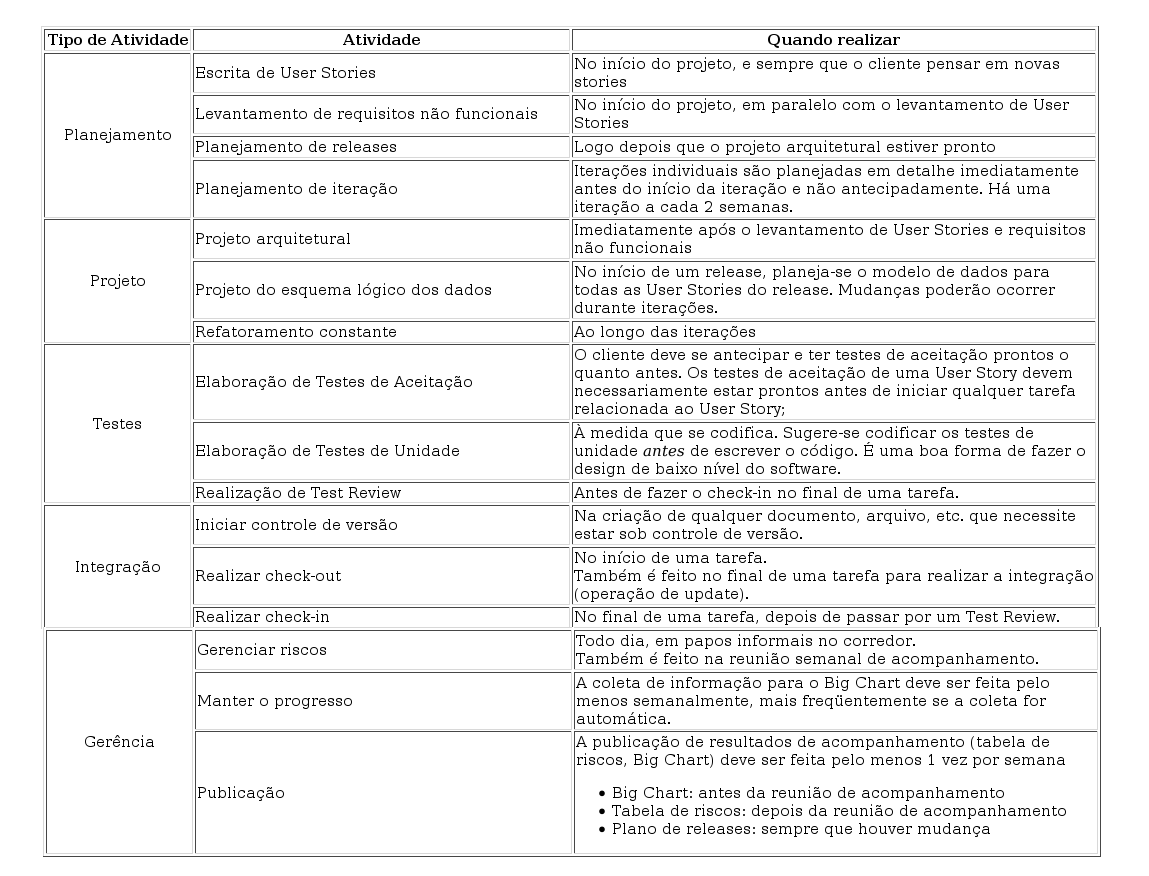 Tipo de Atividade Atividade Quando realizar
Planejamento
Escrita de User Stories
No início do projeto, e sempre que o cliente pensar em novas
stories
Levantamento de requisitos não funcionais
No início do projeto, em paralelo com o levantamento de User
Stories
Planejamento de releases
Logo depois que o projeto arquitetural estiver pronto
Planejamento de iteração
Iterações individuais são planejadas em detalhe imediatamente
antes do início da iteração e não antecipadamente. Há uma
iteração a cada 2 semanas.
Projeto
Projeto arquitetural
Imediatamente após o levantamento de User Stories e requisitos
não funcionais
Projeto do esquema lógico dos dados
No início de um release, planeja-se o modelo de dados para
todas as User Stories do release. Mudanças poderão ocorrer
durante iterações.
Refatoramento constante
Ao longo das iterações
Testes
Elaboração de Testes de Aceitação
O cliente deve se antecipar e ter testes de aceitação prontos o
quanto antes. Os testes de aceitação de uma User Story devem
necessariamente estar prontos antes de iniciar qualquer tarefa
relacionada ao User Story;
Elaboração de Testes de Unidade
À medida que se codifica. Sugere-se codificar os testes de
unidade antes de escrever o código. É uma boa forma de fazer o
design de baixo nível do software.
Realização de Test Review
Antes de fazer o check-in no final de uma tarefa.
Integração
Iniciar controle de versão
Na criação de qualquer documento, arquivo, etc. que necessite
estar sob controle de versão.
Realizar check-out
No início de uma tarefa.
Também é feito no final de uma tarefa para realizar a integração
(operação de update).
Realizar check-in
No final de uma tarefa, depois de passar por um Test Review.
Gerência
Gerenciar riscos
Todo dia, em papos informais no corredor.
Também é feito na reunião semanal de acompanhamento.
Manter o progresso
A coleta de informação para o Big Chart deve ser feita pelo
menos semanalmente, mais freqüentemente se a coleta for
automática.
Publicação
A publicação de resultados de acompanhamento (tabela de
riscos, Big Chart) deve ser feita pelo menos 1 vez por semana
• Big Chart: antes da reunião de acompanhamento
• Tabela de riscos: depois da reunião de acompanhamento
• Plano de releases: sempre que houver mudança